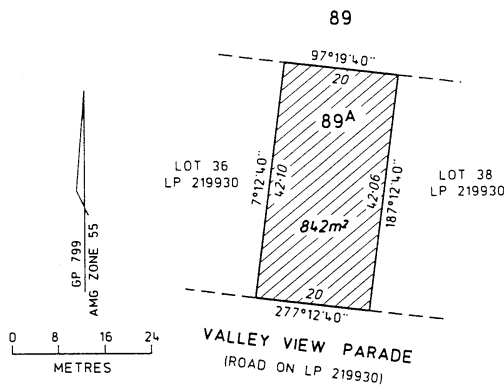 89
97°19'40"
20
89A
LOT 36
LP 219930
7°12'40"
42·10
42·06
187°12'40"
LOT 38
LP 219930
842m²
20
277°12'40"
GP 799
AMG ZONE 55
0 8 16 24
METRES
VALLEY VIEW PARADE
(ROAD ON LP 219930)